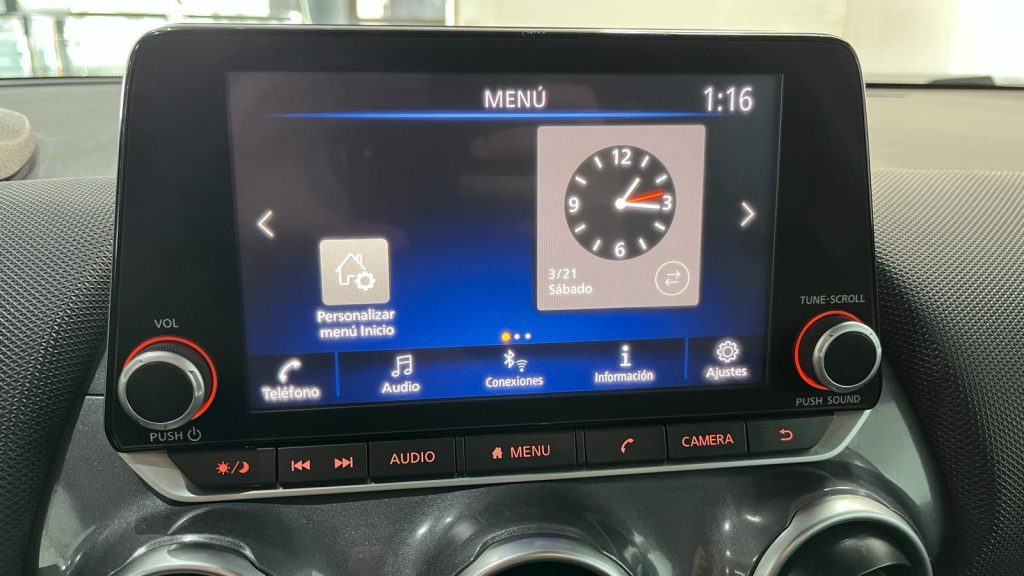 MENÚ
1:16
12
9
3
6
3/21
Sábado
Personalizar
menú Inicio
Teléfono
Audio
Conexiones
Información
Ajustes
VOL
PUSH
TUNE·SCROLL
PUSH SOUND
AUDIO
MENU
CAMERA